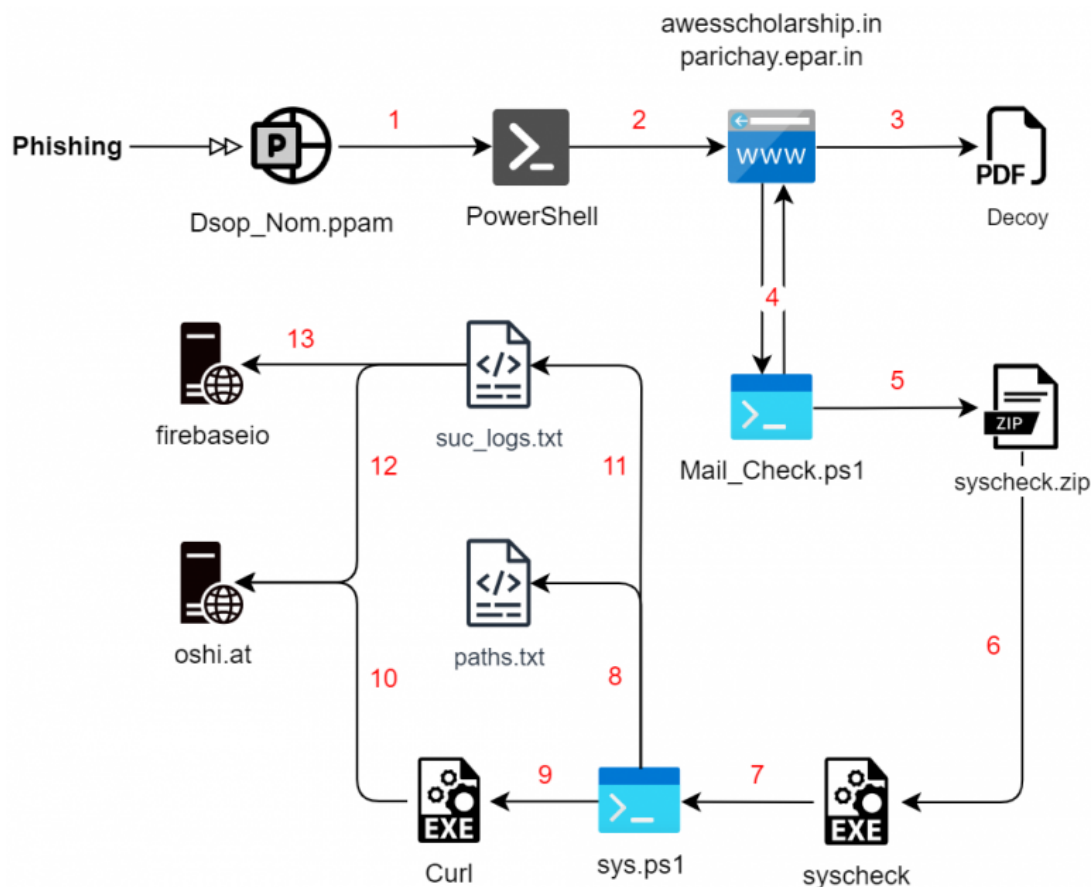 awesscholarship.in
parichay.epar.in
Phishing
1
2
3
P
WWW
PDF
Dsop_Nom.ppam
PowerShell
Decoy
4
13
5
ZIP
firebaseio
suc_logs.txt
Mail_Check.ps1
syscheck.zip
12
11
6
oshi.at
paths.txt
10
8
9
7
EXE
EXE
Curl
sys.ps1
syscheck